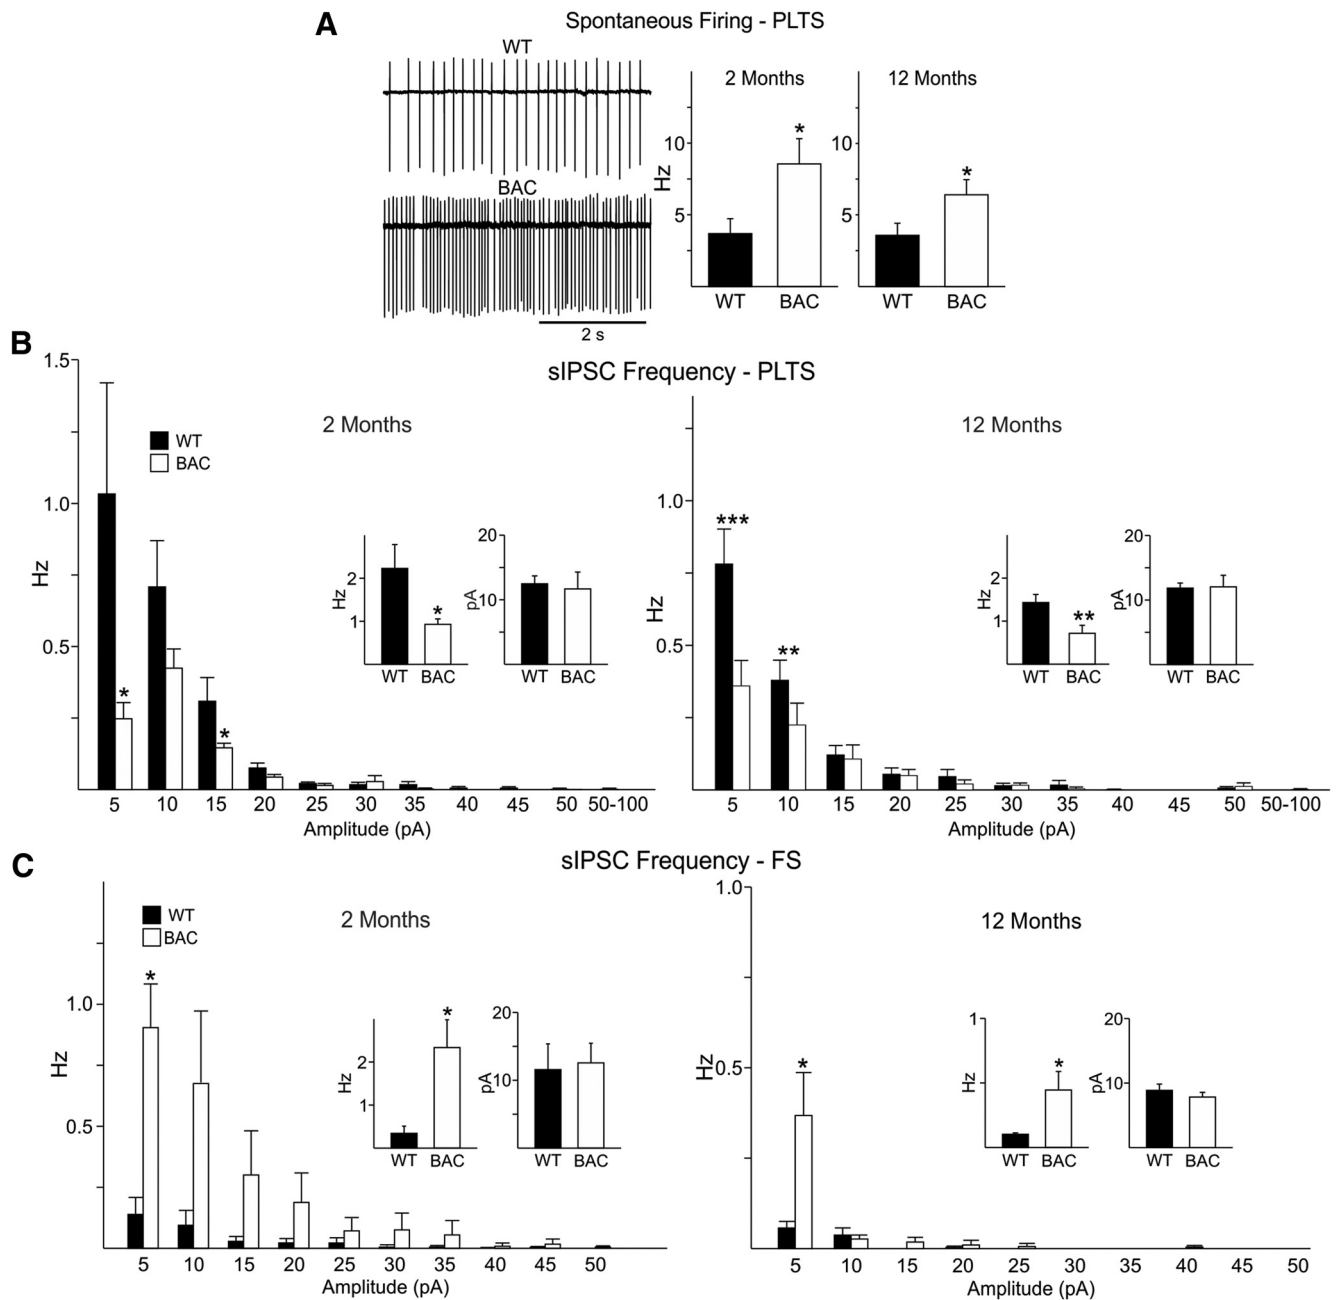 A
Spontaneous Firing - PLTS
WT
BAC
2 s
2 Months
Hz
10
5
*
WT BAC
12 Months
10
5
*
WT BAC
B
sIPSC Frequency - PLTS
2 Months
WT
BAC
Hz
1.5
1.0
0.5
*
*
5 10 15 20 25 30 35 40 45 50 50-100
Amplitude (pA)
Hz
2
1
*
WT BAC
pA
20
10
WT BAC
12 Months
Hz
1.0
0.5
***
**
5 10 15 20 25 30 35 40 45 50 50-100
Amplitude (pA)
Hz
2
1
**
WT BAC
pA
20
10
WT BAC
C
sIPSC Frequency - FS
2 Months
WT
BAC
Hz
1.0
0.5
*
5 10 15 20 25 30 35 40 45 50
Amplitude (pA)
Hz
2
1
*
WT BAC
pA
20
10
WT BAC
12 Months
Hz
1.0
0.5
*
5 10 15 20 25 30 35 40 45 50
Amplitude (pA)
Hz
1
*
WT BAC
pA
20
10
WT BAC